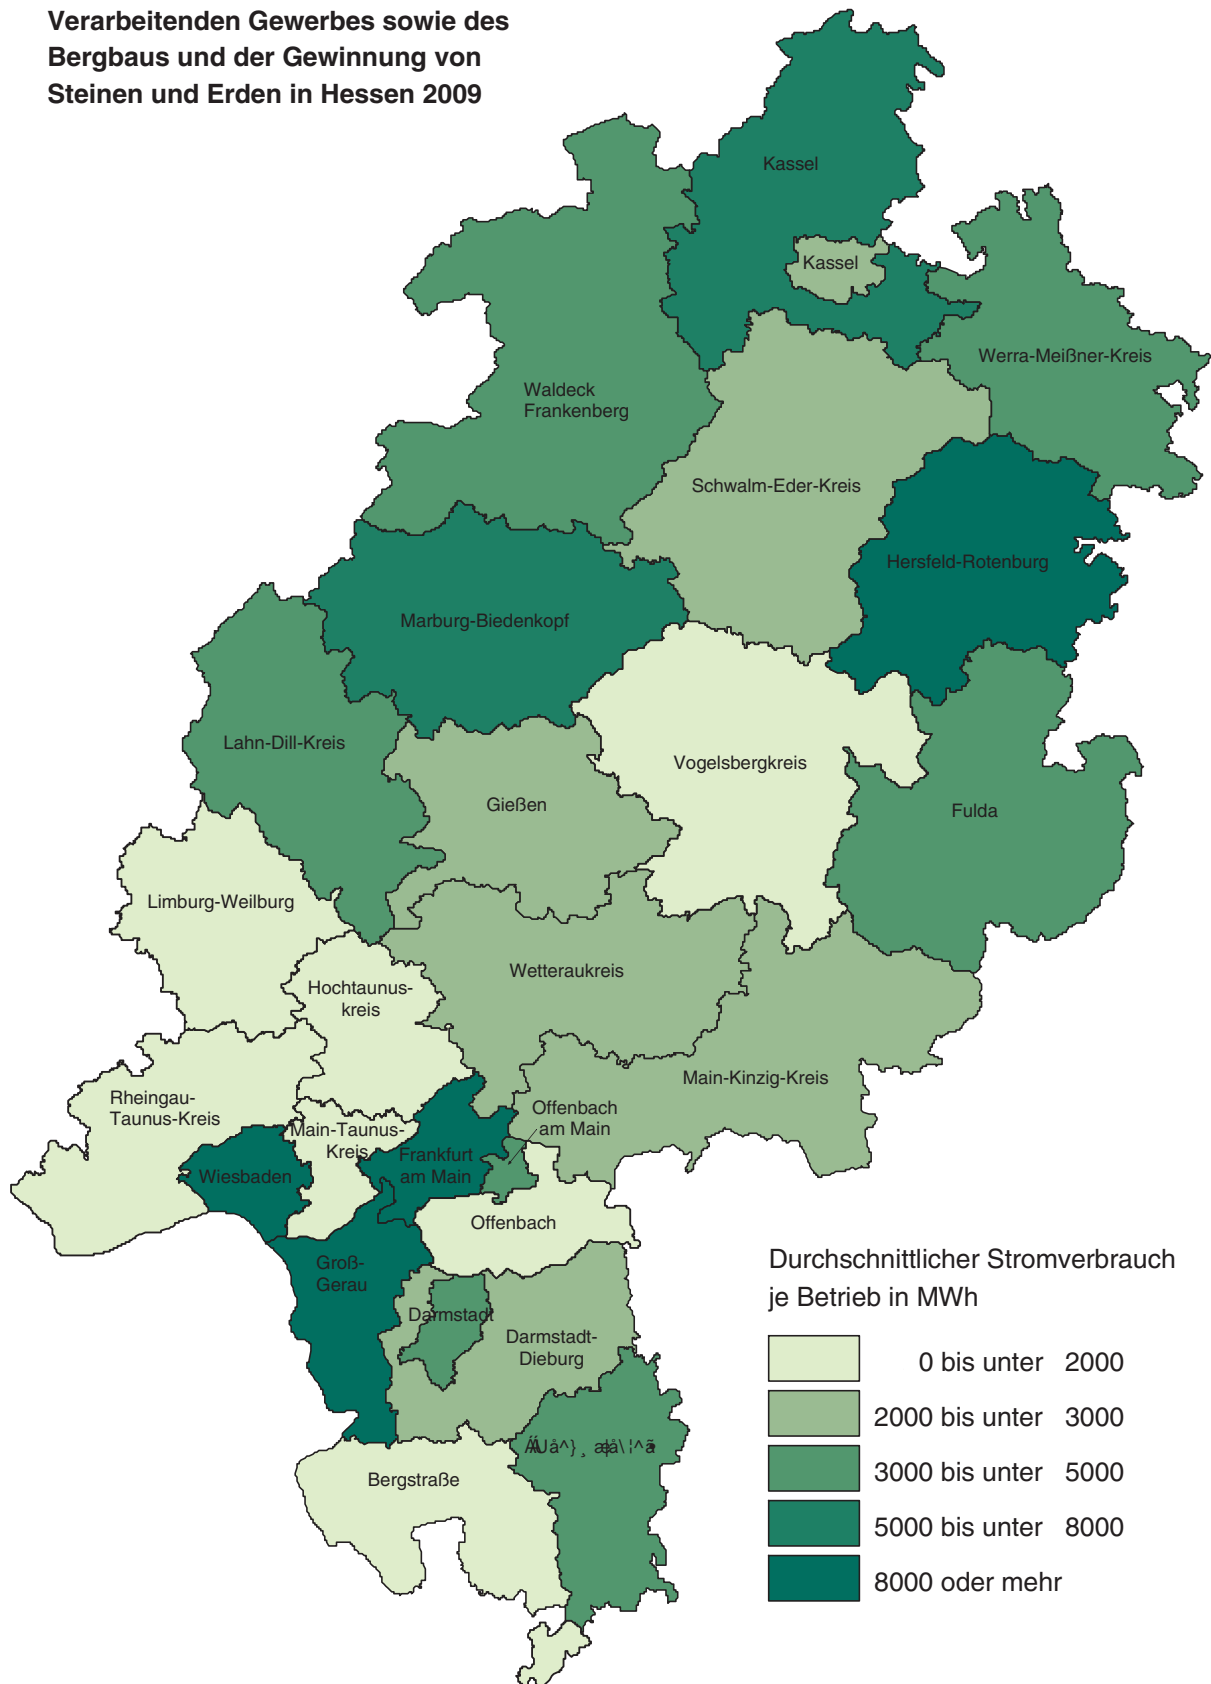 Verarbeitenden Gewerbes sowie des
Bergbaus und der Gewinnung von
Steinen und Erden in Hessen 2009
Kassel
Kassel
Werra-Meißner-Kreis
Waldeck
Frankenberg
Schwalm-Eder-Kreis
Hersfeld-Rotenburg
Marburg-Biedenkopf
Lahn-Dill-Kreis
Vogelsbergkreis
Gießen
Fulda
Limburg-Weilburg
Wetteraukreis
Hochtaunus-
kreis
Main-Kinzig-Kreis
Rheingau-
Taunus-Kreis
Offenbach
am Main
Main-Taunus-
Kreis
Frankfurt
am Main
Wiesbaden
Offenbach
Groß-
Gerau
Darmstadt
Darmstadt-
Dieburg
Bergstraße
Durchschnittlicher Stromverbrauch
je Betrieb in MWh
0 bis unter 2000
2000 bis unter 3000
3000 bis unter 5000
5000 bis unter 8000
8000 oder mehr